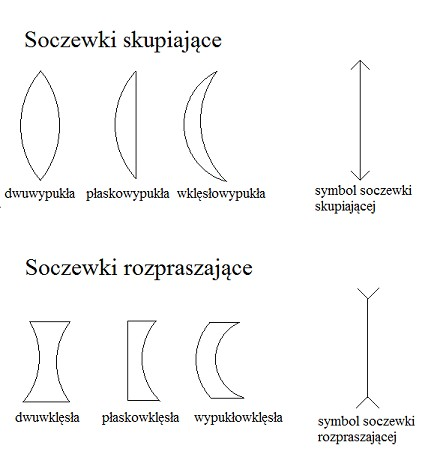 Soczewki skupiające
dwuwypukła płaskowypukła wklęsłowypukła
symbol soczewki
skupiającej
Soczewki rozpraszające
dwuwklęsła płaskowklęsła wypukłowklęsła
symbol soczewki
rozpraszającej